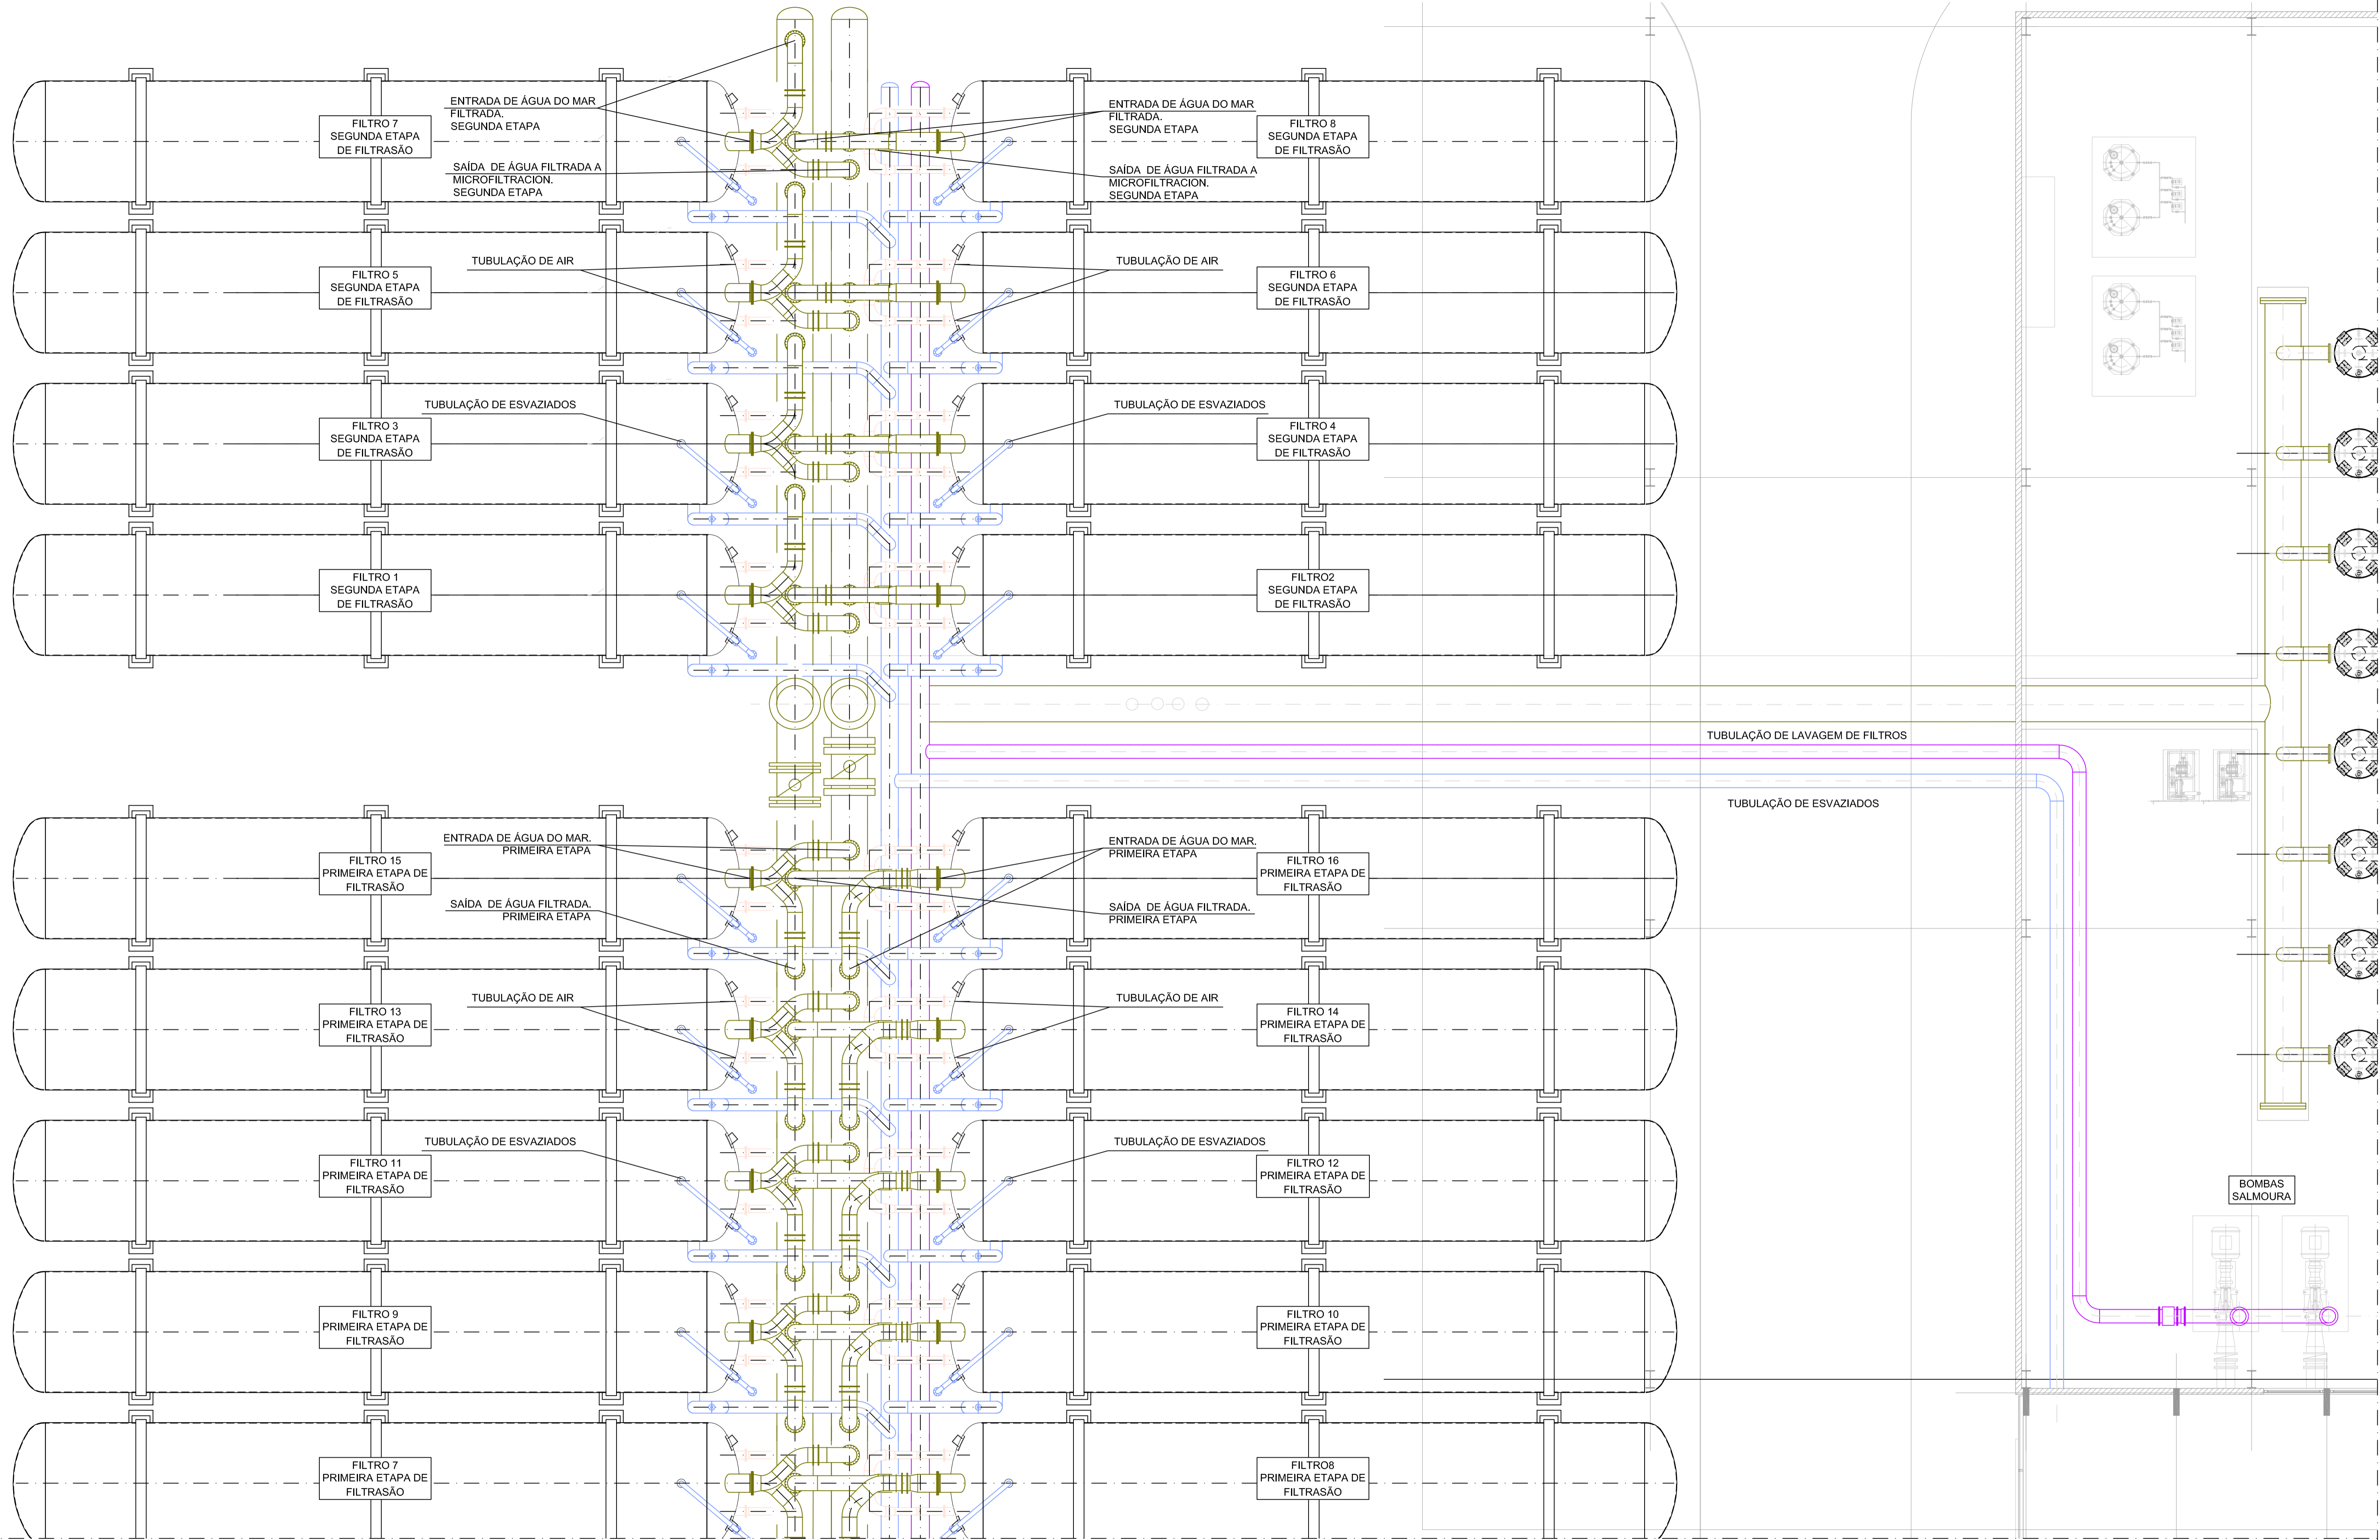 ENTRADA DE ÁGUA DO MAR
FILTRADA.
SEGUNDA ETAPA
ENTRADA DE ÁGUA DO MAR
FILTRADA.
SEGUNDA ETAPA
FILTRO 7
SEGUNDA ETAPA
DE FILTRASÃO
FILTRO 8
SEGUNDA ETAPA
DE FILTRASÃO
SAÍDA DE ÁGUA FILTRADA A
MICROFILTRACION.
SEGUNDA ETAPA
SAÍDA DE ÁGUA FILTRADA A
MICROFILTRACION.
SEGUNDA ETAPA
TUBULAÇÃO DE AIR
TUBULAÇÃO DE AIR
FILTRO 5
SEGUNDA ETAPA
DE FILTRASÃO
FILTRO 6
SEGUNDA ETAPA
DE FILTRASÃO
TUBULAÇÃO DE ESVAZIADOS
TUBULAÇÃO DE ESVAZIADOS
FILTRO 3
SEGUNDA ETAPA
DE FILTRASÃO
FILTRO 4
SEGUNDA ETAPA
DE FILTRASÃO
FILTRO 1
SEGUNDA ETAPA
DE FILTRASÃO
FILTRO2
SEGUNDA ETAPA
DE FILTRASÃO
TUBULAÇÃO DE LAVAGEM DE FILTROS
TUBULAÇÃO DE ESVAZIADOS
ENTRADA DE ÁGUA DO MAR.
PRIMEIRA ETAPA
ENTRADA DE ÁGUA DO MAR.
PRIMEIRA ETAPA
FILTRO 15
PRIMEIRA ETAPA DE
FILTRASÃO
FILTRO 16
PRIMEIRA ETAPA DE
FILTRASÃO
SAÍDA DE ÁGUA FILTRADA.
PRIMEIRA ETAPA
SAÍDA DE ÁGUA FILTRADA.
PRIMEIRA ETAPA
TUBULAÇÃO DE AIR
TUBULAÇÃO DE AIR
FILTRO 13
PRIMEIRA ETAPA DE
FILTRASÃO
FILTRO 14
PRIMEIRA ETAPA DE
FILTRASÃO
TUBULAÇÃO DE ESVAZIADOS
TUBULAÇÃO DE ESVAZIADOS
FILTRO 11
PRIMEIRA ETAPA DE
FILTRASÃO
FILTRO 12
PRIMEIRA ETAPA DE
FILTRASÃO
BOMBAS
SALMOURA
FILTRO 9
PRIMEIRA ETAPA DE
FILTRASÃO
FILTRO 10
PRIMEIRA ETAPA DE
FILTRASÃO
FILTRO 7
PRIMEIRA ETAPA DE
FILTRASÃO
FILTRO8
PRIMEIRA ETAPA DE
FILTRASÃO